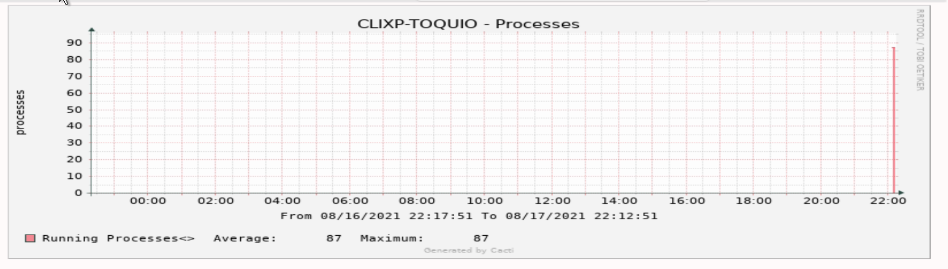 CLIXP-TOQUIO - Processes
RRDTOOL / TOBI OETIKER
processes
90
80
70
60
50
40
30
20
10
0
00:00 02:00 04:00 06:00 08:00 10:00 12:00 14:00 16:00 18:00 20:00 22:00
From 08/16/2021 22:17:51 To 08/17/2021 22:12:51
Running Processes<> Average: 87 Maximum: 87
Generated by Cacti